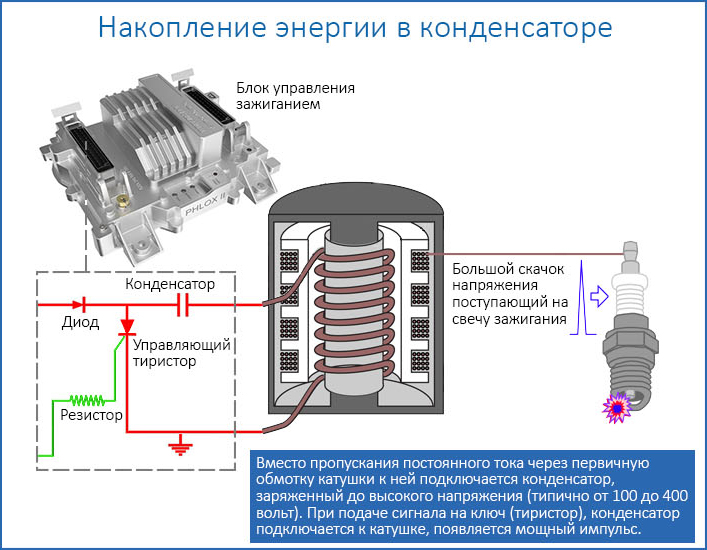 Накопление энергии в конденсаторе
Блок управления
зажиганием
PHLOX II
Конденсатор
Диод
Управляющий
тиристор
Резистор
Большой скачок
напряжения
поступающий на
свечу зажигания
Вместо пропускания постоянного тока через первичную
обмотку катушки к ней подключается конденсатор,
заряженный до высокого напряжения (типично от 100 до 400
вольт). При подаче сигнала на ключ (тиристор), конденсатор
подключается к катушке, появляется мощный импульс.